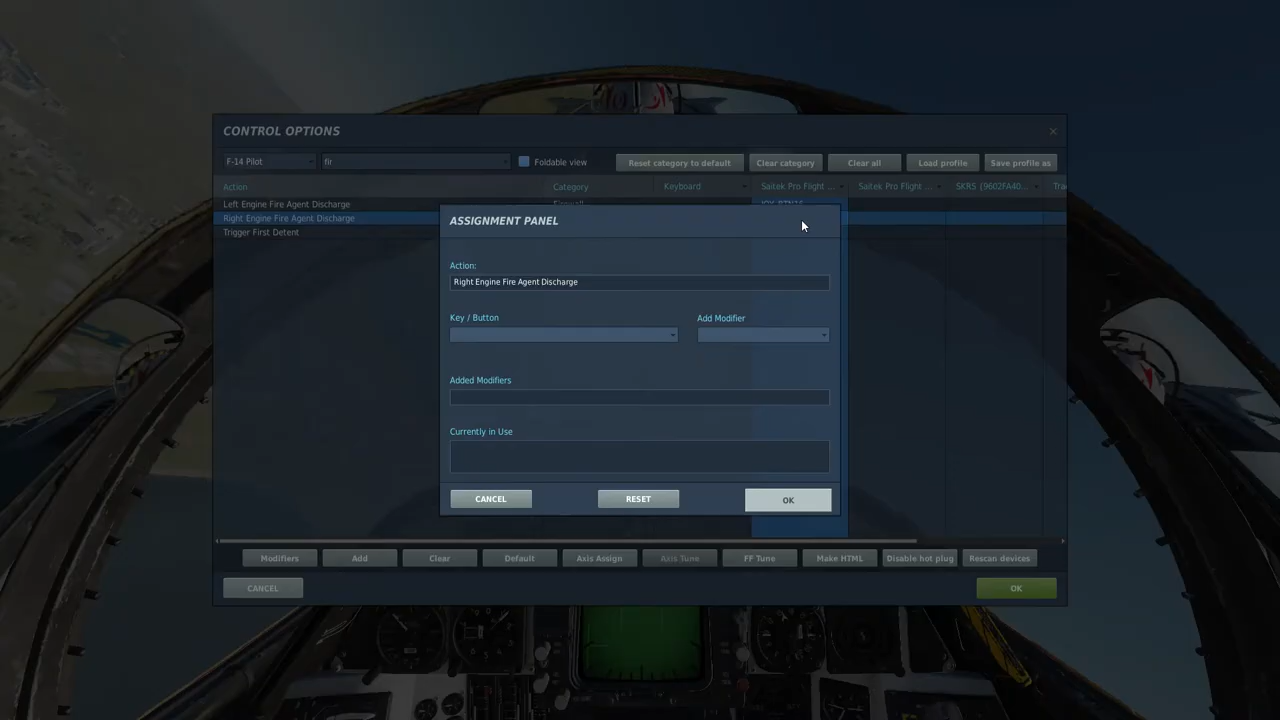 CONTROL OPTIONS
F-14 Pilot
fir
Foldable view
Reset category to default
Clear category
Clear all
Load profile
Save profile as
Action
Category
Keyboard
Saitek Pro Flight ...
Saitek Pro Flight ...
SKRS {9602FA40...
Left Engine Fire Agent Discharge
Right Engine Fire Agent Discharge
Trigger First Detent
ASSIGNMENT PANEL
Action:
Right Engine Fire Agent Discharge
Key / Button
Add Modifier
Added Modifiers
Currently in Use
CANCEL
RESET
OK
Modifiers
Add
Clear
Default
Axis Assign
Axis Tune
FF Tune
Make HTML
Disable hot plug
Rescan devices
CANCEL
OK